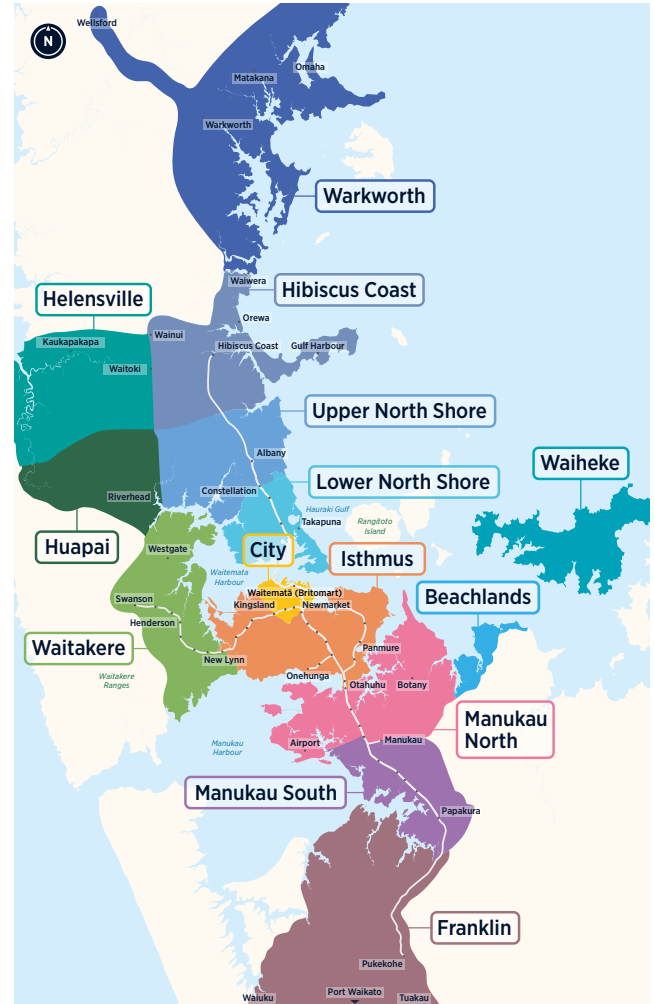 Wellsford
N
Omaha
Matakana
Warkworth
Warkworth
Waiwera
Hibiscus Coast
Helensville
Orewa
Wainui
Kaukapakapa
Hibiscus Coast
Gulf Harbour
Waitoki
Upper North Shore
Albany
Waiheke
Lower North Shore
Constellation
Riverhead
Hauraki Gulf
Takapuna
Rangitoto
Island
Huapai
Westgate
City
Isthmus
Waitemata
Harbour
Waitematā (Britomart)
Beachlands
Swanson
Kingsland
Newmarket
Henderson
Waitakere
New Lynn
Panmure
Waitakere
Ranges
Onehunga
Otahuhu
Botany
Manukau
North
Manukau
Harbour
Airport
Manukau
Manukau South
Papakura
Franklin
Pukekohe
Port Waikato
Waiuku
Tuakau